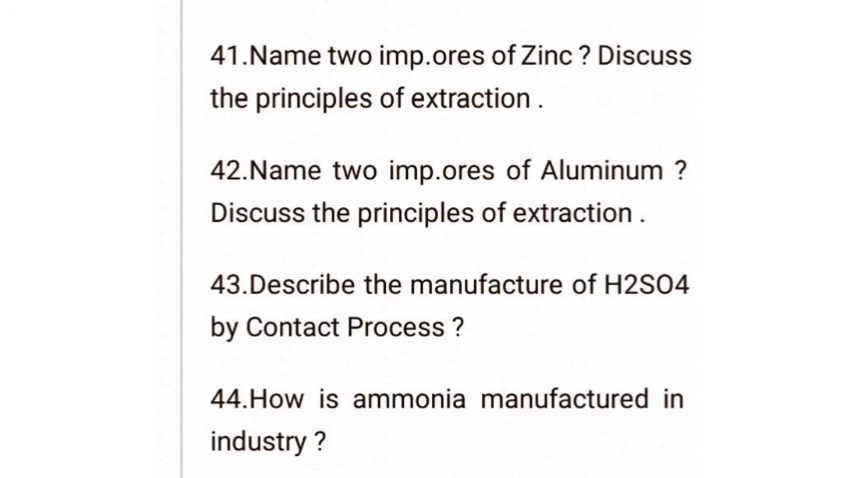 41.Name two imp.ores of Zinc ? Discuss
the principles of extraction .
42.Name two imp.ores of Aluminum ?
Discuss the principles of extraction .
43.Describe the manufacture of H2SO4
by Contact Process ?
44.How is ammonia manufactured in
industry ?